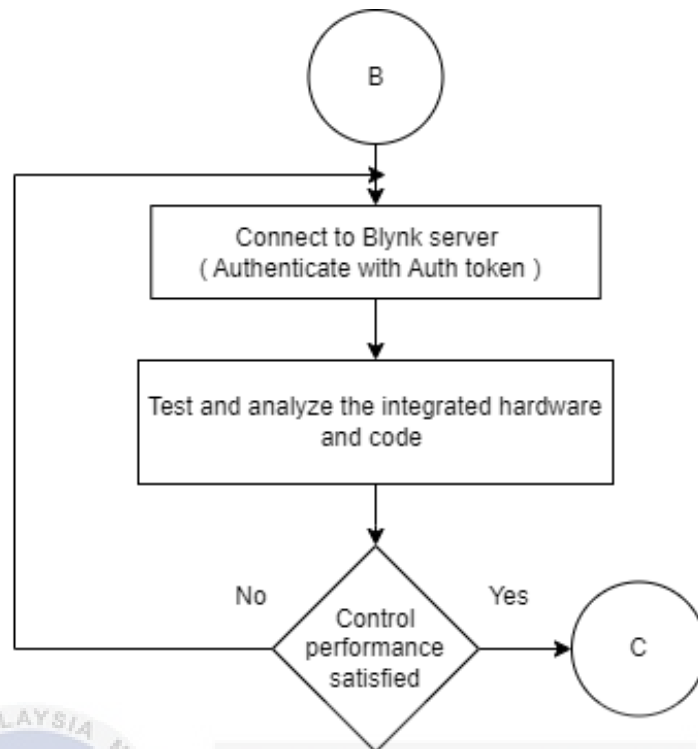 B
Connect to Blynk server
( Authenticate with Auth token )
Test and analyze the integrated hardware
and code
No
Yes
Control
performance
satisfied
C
LAYSIA